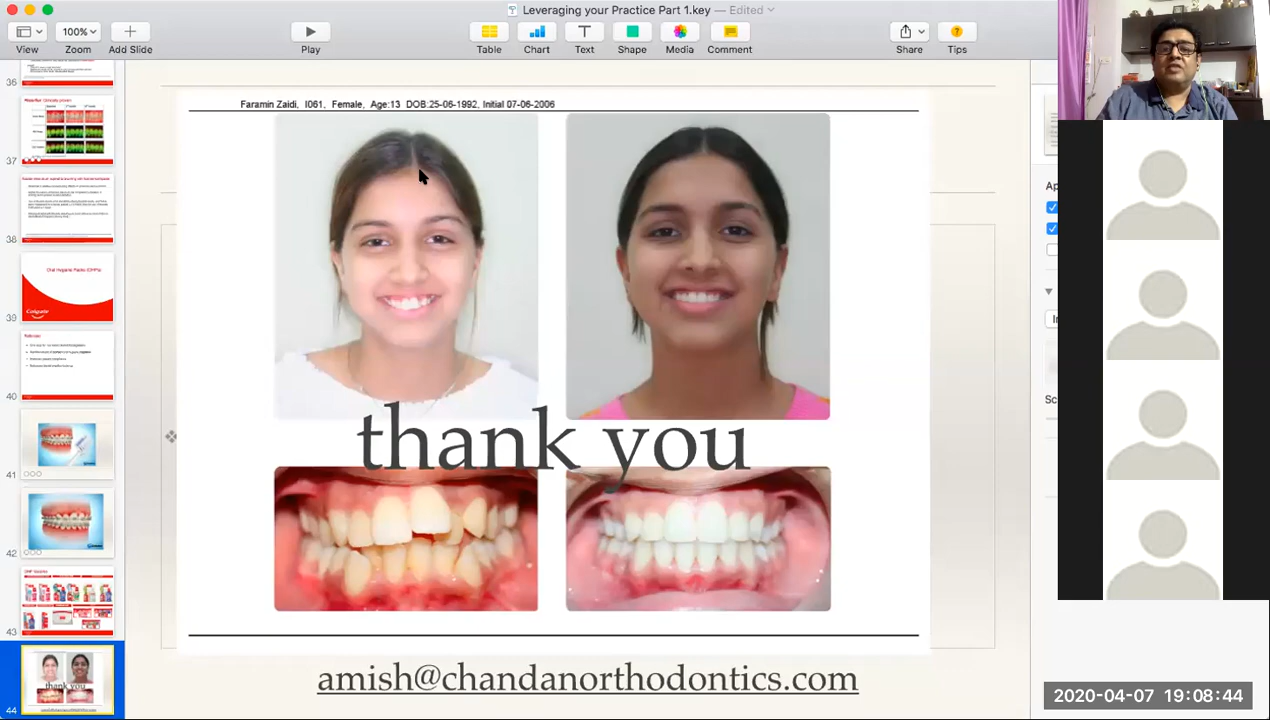 Leveraging your Practice Part 1.key — Edited
100%
View
Zoom
Add Slide
Play
Table
Chart
Text
Shape
Media
Comment
Share
Tips
36
37
38
Oral Hygiene Packs (OHPs)
Colgate
39
40
41
42
43
thank you
44
Faramin Zaidi, I061, Female, Age:13 DOB:25-06-1992, Initial 07-06-2006
thank you
amish@chandanorthodontics.com
2020-04-07 19:08:44